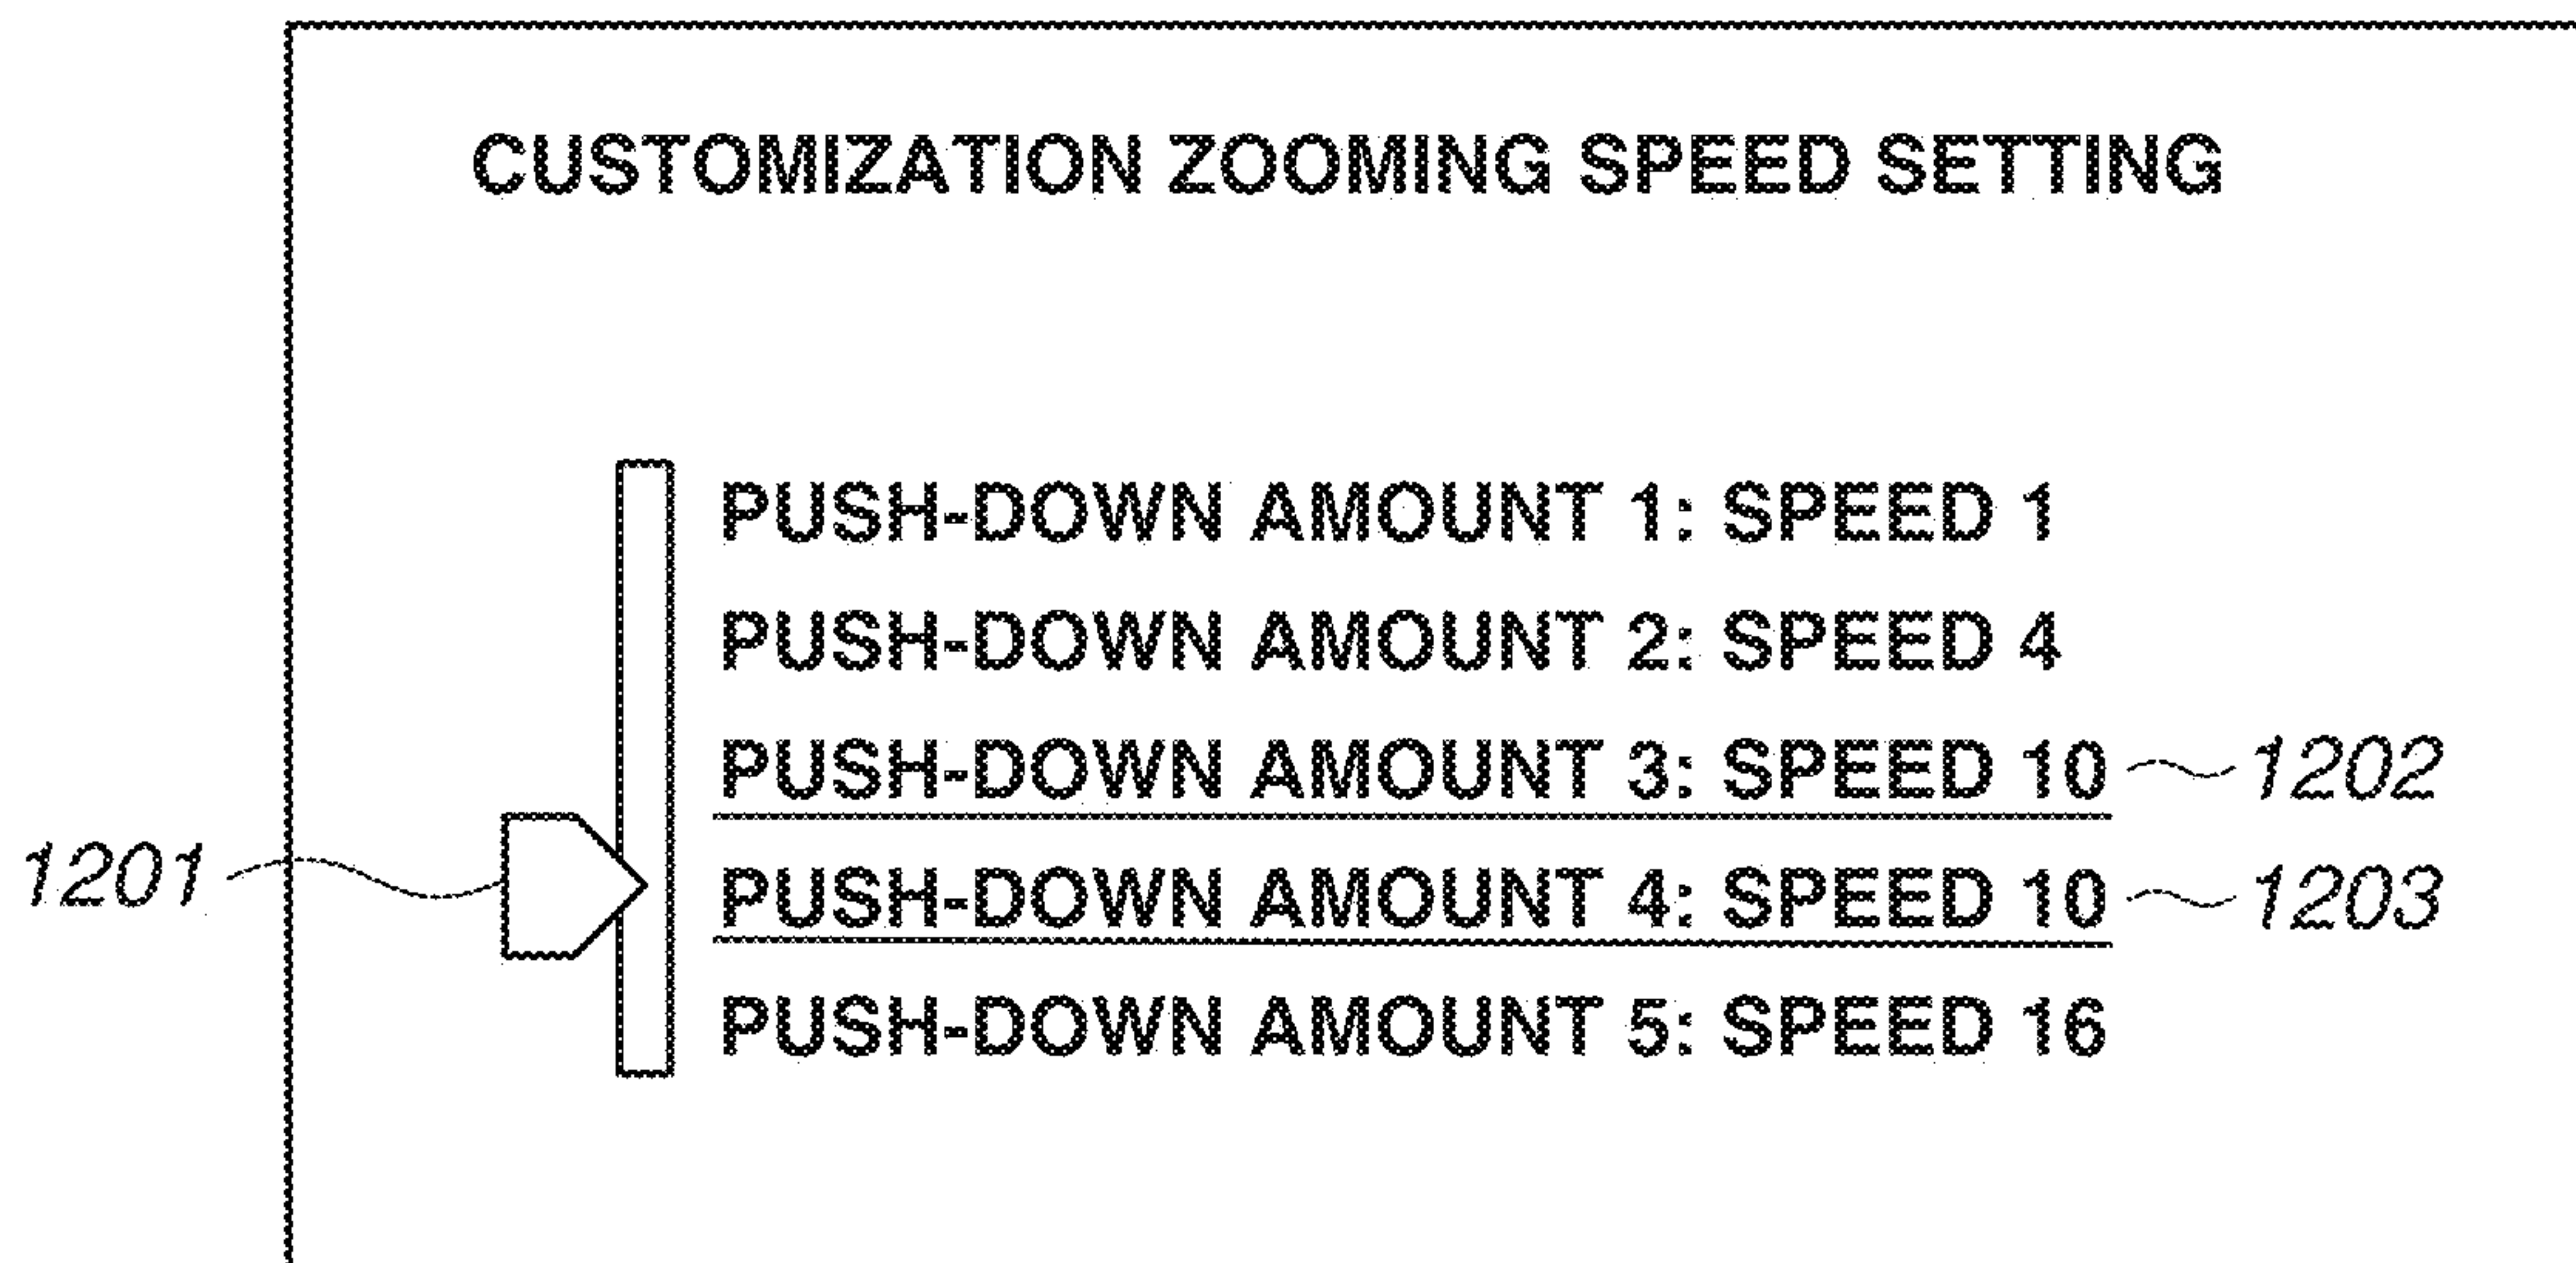 CUSTOMIZATION ZOOMING SPEED SETTING
PUSH-DOWN AMOUNT 1: SPEED 1
PUSH-DOWN AMOUNT 2: SPEED 4
PUSH-DOWN AMOUNT 3: SPEED 10 1202
1201 PUSH-DOWN AMOUNT 4: SPEED 10 1203
PUSH-DOWN AMOUNT 5: SPEED 16